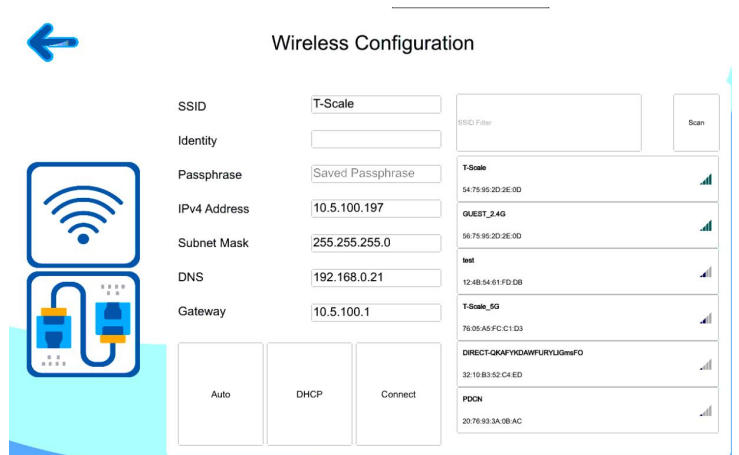 Wireless Configuration
SSID
T-Scale
Identity
Passphrase
Saved Passphrase
IPv4 Address
10.5.100.197
Subnet Mask
255.255.255.0
DNS
192.168.0.21
Gateway
10.5.100.1
Auto
DHCP
Connect
SSID Filter
Scan
T-Scale
54:75:95:2D:2E:0D
GUEST_2.4G
56:75:95:2D:2E:0D
test
12:4B:54:61:FD:DB
T-Scale_5G
76:05:A5:FC:C1:D3
DIRECT-QKAFYKDAWFURYLIGmsFO
32:10:B3:52:C4:ED
PDCN
20:76:93:3A:0B:AC